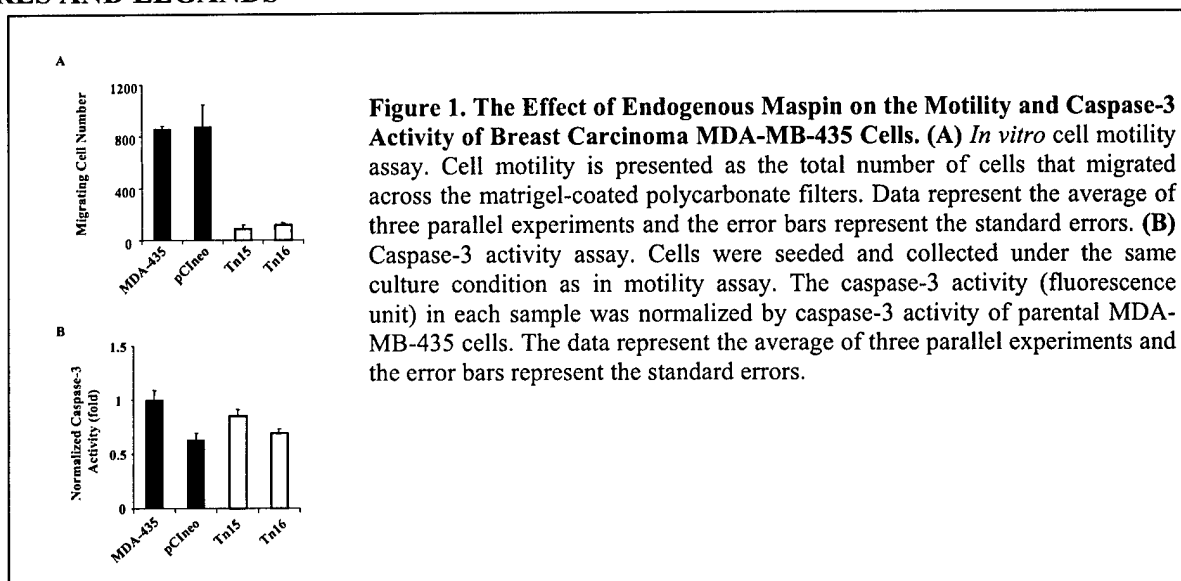 A
1200
800
400
0
Migrating Cell Number
MDA-435
pCIneo
Tn15
Tn16
B
1.5
1
0.5
0
Normalized Caspase-3
Activity (fold)
MDA-435
pCIneo
Tn15
Tn16
Figure 1. The Effect of Endogenous Maspin on the Motility and Caspase-3
Activity of Breast Carcinoma MDA-MB-435 Cells. (A) In vitro cell motility
assay. Cell motility is presented as the total number of cells that migrated
across the matrigel-coated polycarbonate filters. Data represent the average of
three parallel experiments and the error bars represent the standard errors. (B)
Caspase-3 activity assay. Cells were seeded and collected under the same
culture condition as in motility assay. The caspase-3 activity (fluorescence
unit) in each sample was normalized by caspase-3 activity of parental MDA-
MB-435 cells. The data represent the average of three parallel experiments and
the error bars represent the standard errors.